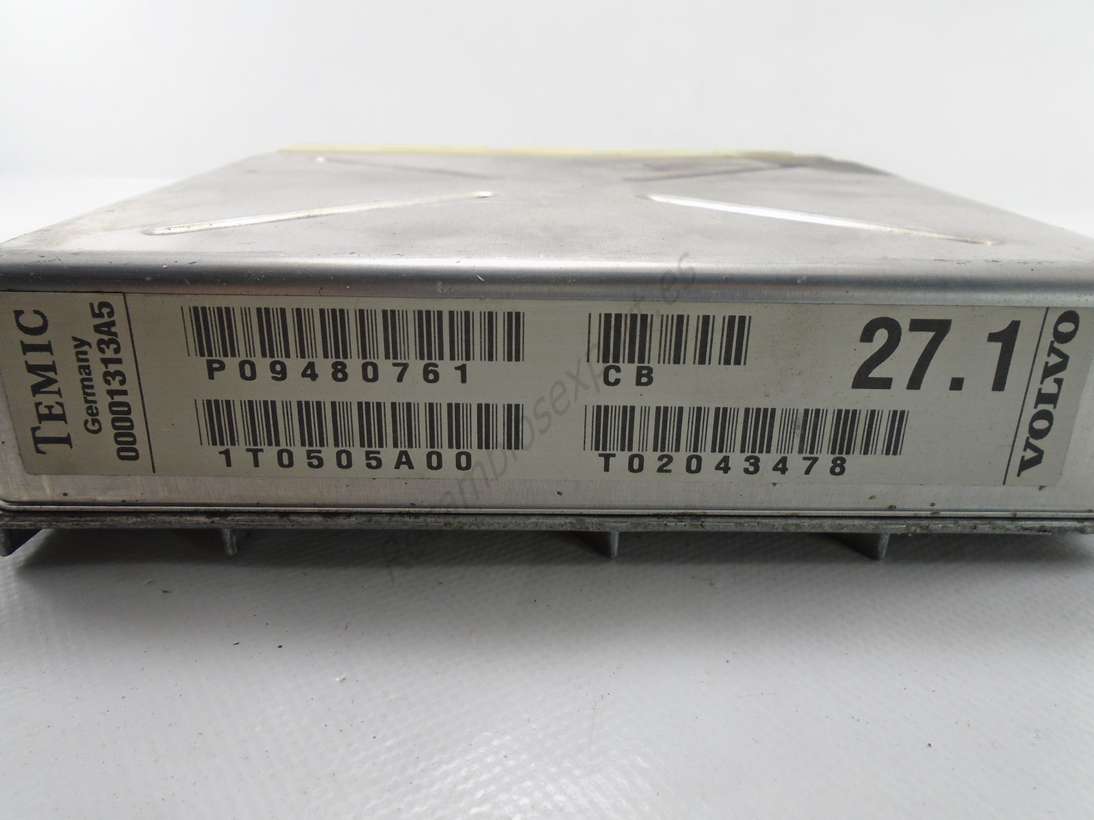 TEMIC
Germany
00001313A5
P09480761
CB
27.1
1T0505A00
T02043478
VOLVO